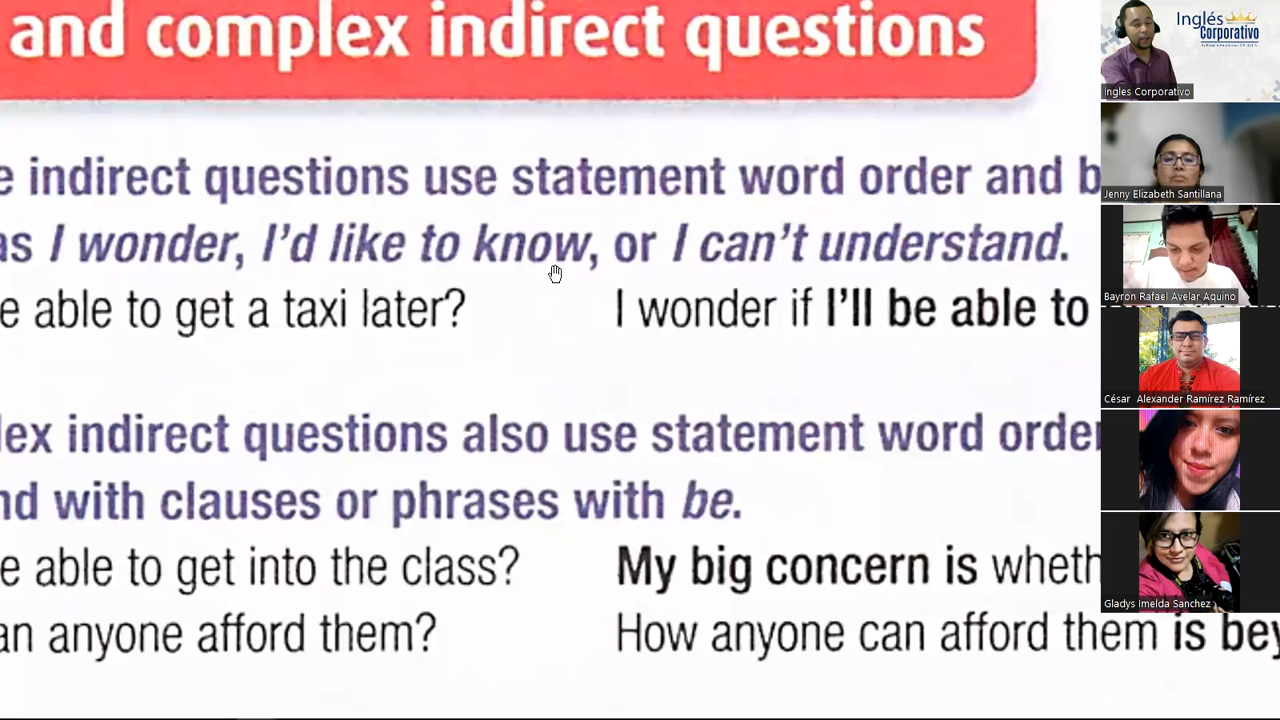 and complex indirect questions
e indirect questions use statement word order and b
as I wonder, I'd like to know, or I can't understand.
e able to get a taxi later?
I wonder if I'll be able to
lex indirect questions also use statement word order
nd with clauses or phrases with be.
e able to get into the class?
My big concern is wheth
an anyone afford them?
How anyone can afford them is bey
Inglés
Corporativo
Ingles Corporativo
Jenny Elizabeth Santillana
Bayron Rafael Avelar Aquino
César Alexander Ramírez Ramírez
Gladys Imelda Sanchez